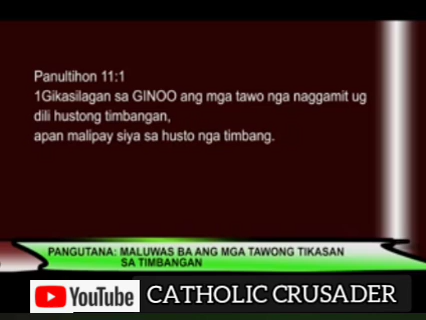 Panultihon 11:1
1Gikasilagan sa GINOO ang mga tawo nga naggamit ug
dili hustong timbangan,
apan malipay siya sa husto nga timbang.
PANGUTANA: MALUWAS BA ANG MGA TAWONG TIKASAN
SA TIMBANGAN
YouTube CATHOLIC CRUSADER